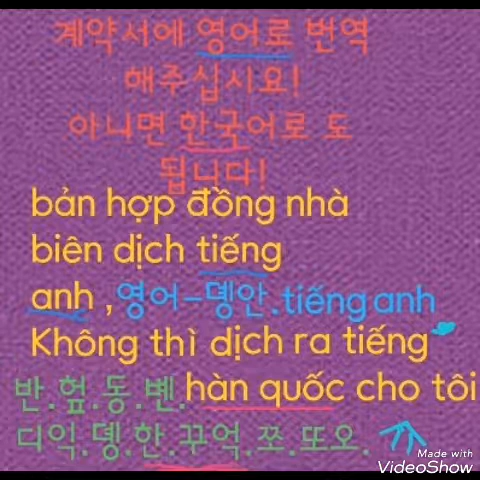 계약서에 영어로 번역
해주십시요!
아니면 한국어로 도
됩니다!
bản hợp đồng nhà
biên dịch tiếng
anh , 영어-뎅안.tiếng anh
Không thì dịch ra tiếng
반.헢.동.벤. hàn quốc cho tôi
디익.뎅.한.꾸억.쪼.또오.
Made with
VideoShow